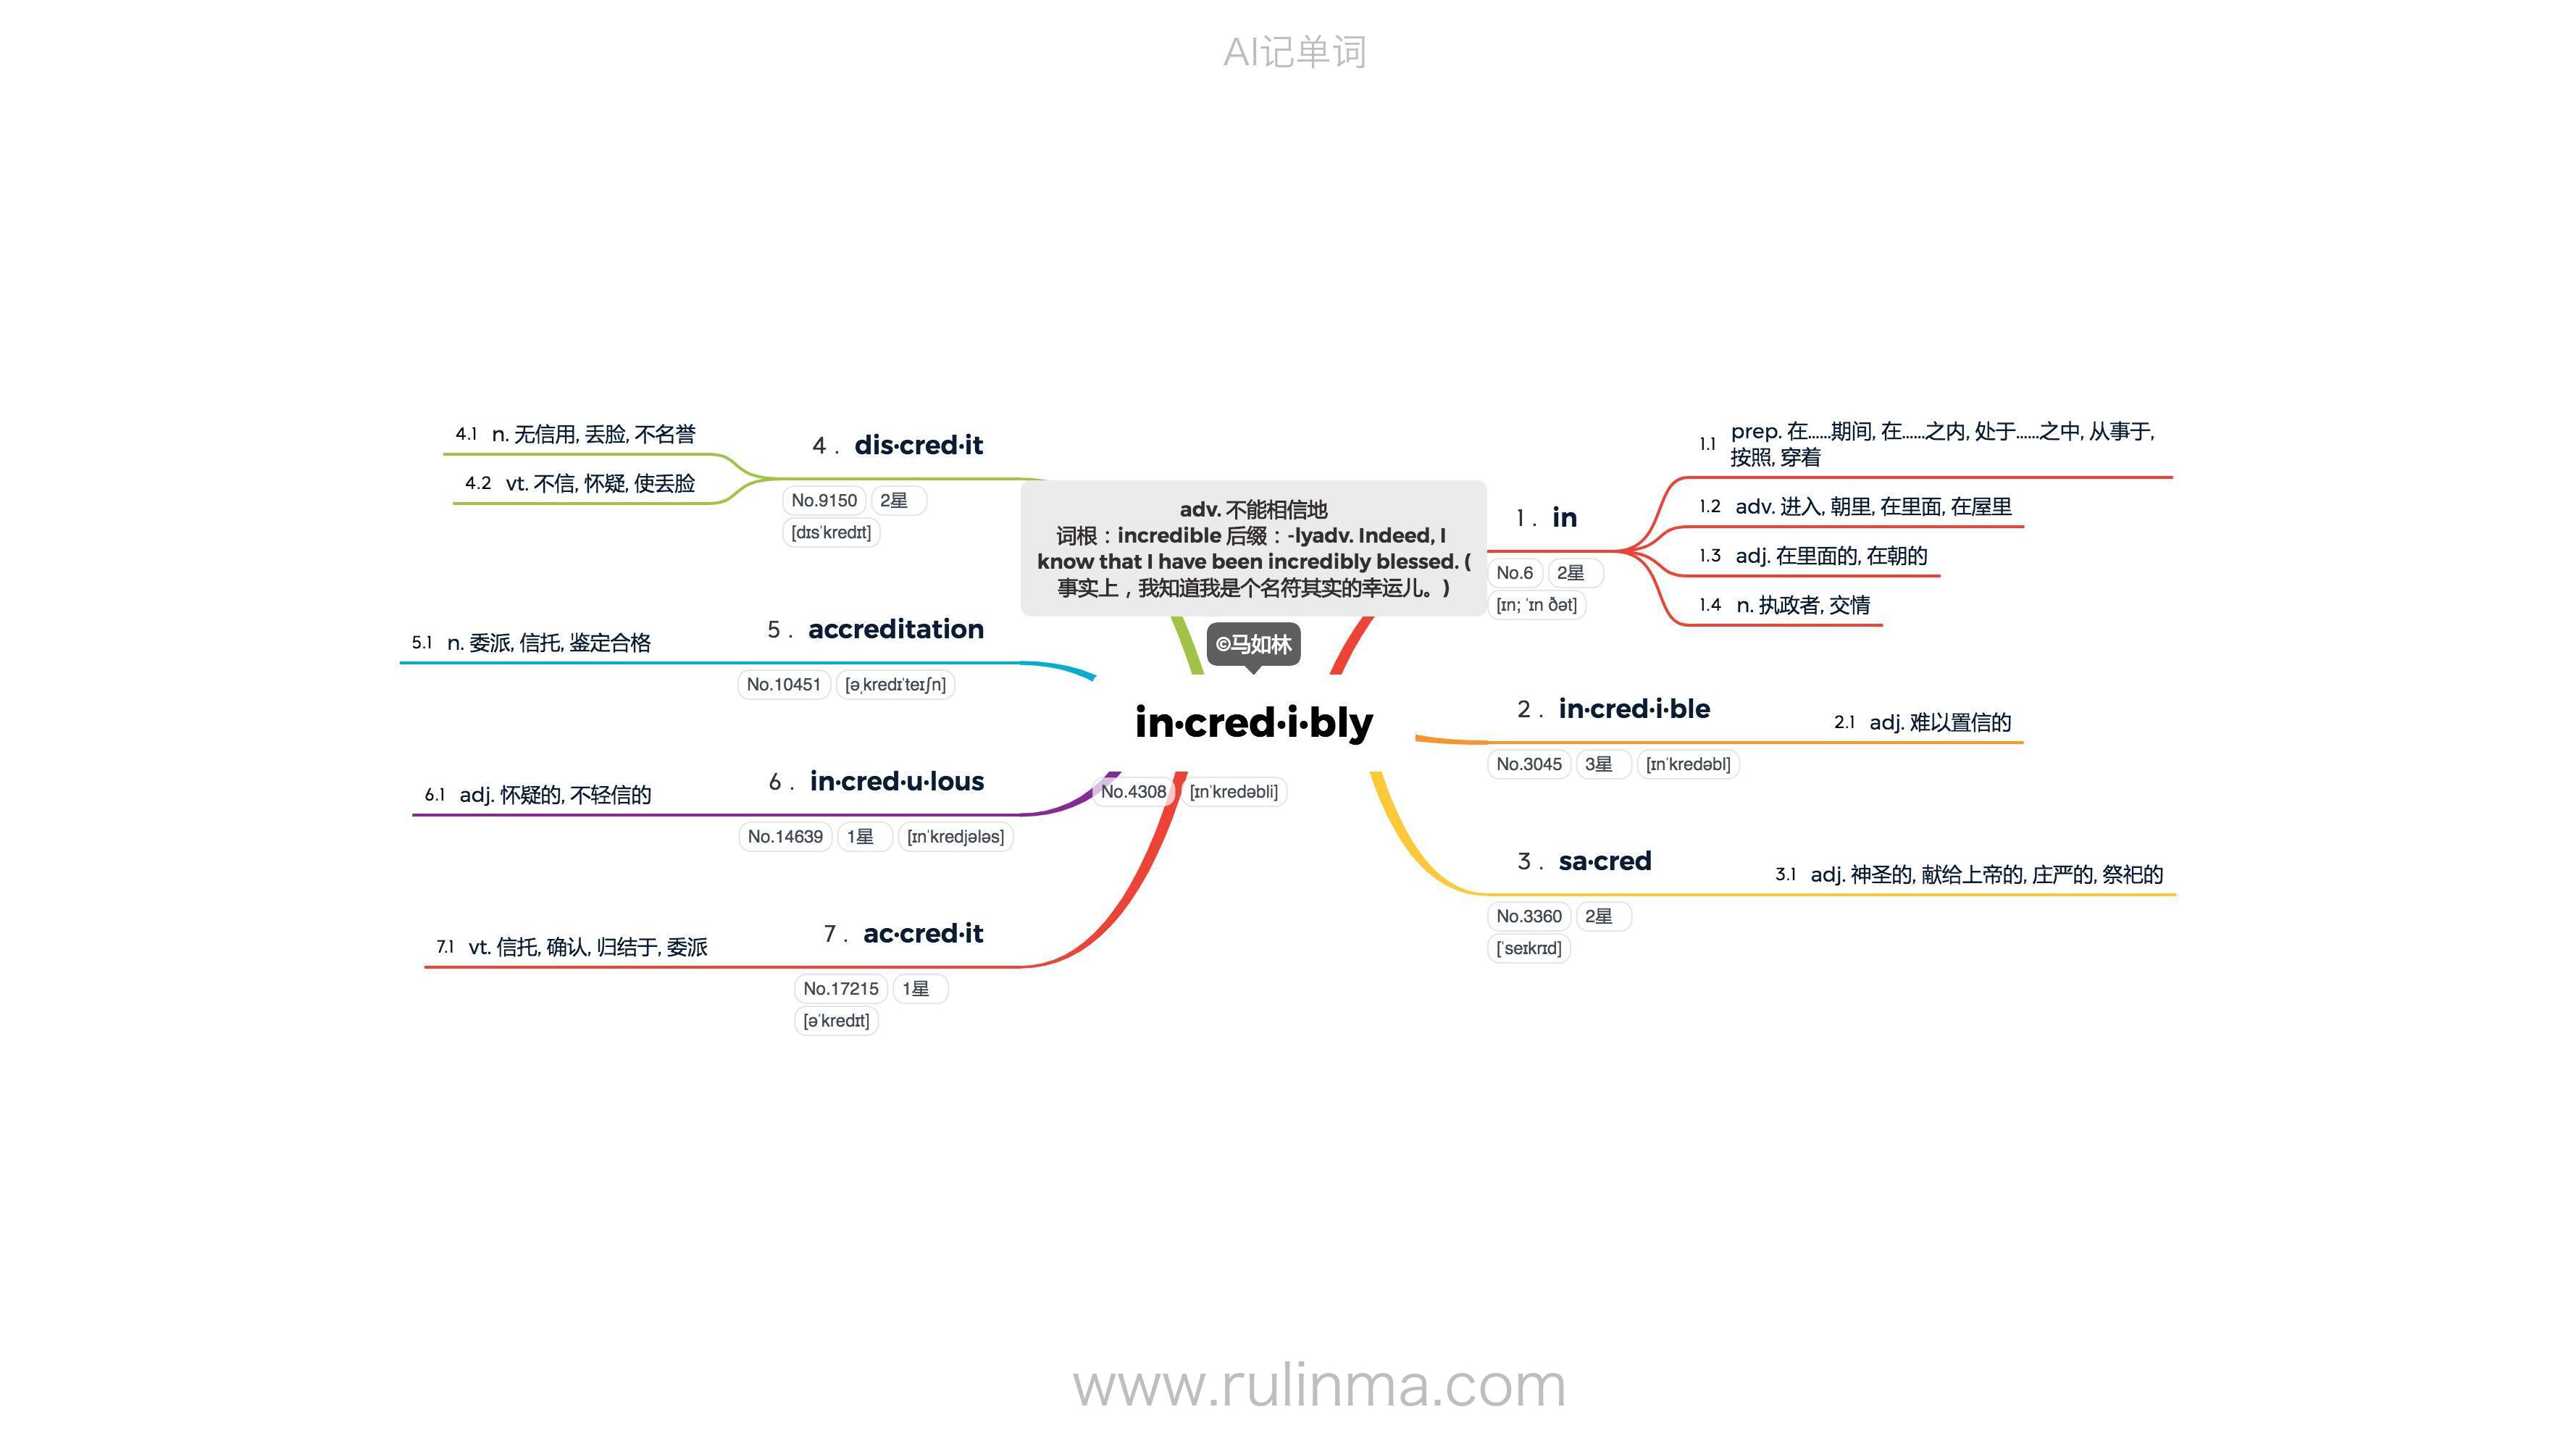 AI记单词
adv. 不能相信地
词根：incredible 后缀：-lyadv. Indeed, I
know that I have been incredibly blessed. (
事实上，我知道我是个名符其实的幸运儿。)
©马如林
in·cred·i·bly
No.4308 [ɪnˈkredəbli]
1. in
No.6 2星
[ɪn; ˈɪn ðət]
1.1 prep. 在……期间, 在……之内, 处于……之中, 从事于,
按照, 穿着
1.2 adv. 进入, 朝里, 在里面, 在屋里
1.3 adj. 在里面的, 在朝的
1.4 n. 执政者, 交情
2. in·cred·i·ble
No.3045 3星 [ɪnˈkredəbl]
2.1 adj. 难以置信的
3. sa·cred
No.3360 2星
[ˈseɪkrɪd]
3.1 adj. 神圣的, 献给上帝的, 庄严的, 祭祀的
4. dis·cred·it
No.9150 2星
[dɪsˈkredɪt]
4.1 n. 无信用, 丢脸, 不名誉
4.2 vt. 不信, 怀疑, 使丢脸
5. accreditation
No.10451 [əˌkredɪˈteɪʃn]
5.1 n. 委派, 信托, 鉴定合格
6. in·cred·u·lous
No.14639 1星 [ɪnˈkredjələs]
6.1 adj. 怀疑的, 不轻信的
7. ac·cred·it
No.17215 1星
[əˈkredɪt]
7.1 vt. 信托, 确认, 归结于, 委派
www.rulinma.com